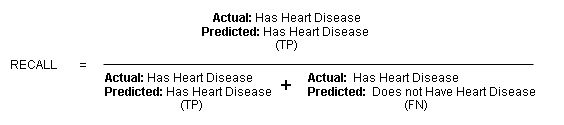 Actual: Has Heart Disease
Predicted: Has Heart Disease
(TP)
RECALL =
Actual: Has Heart Disease + Actual: Has Heart Disease
Predicted: Has Heart Disease Predicted: Does not Have Heart Disease
(TP) (FN)